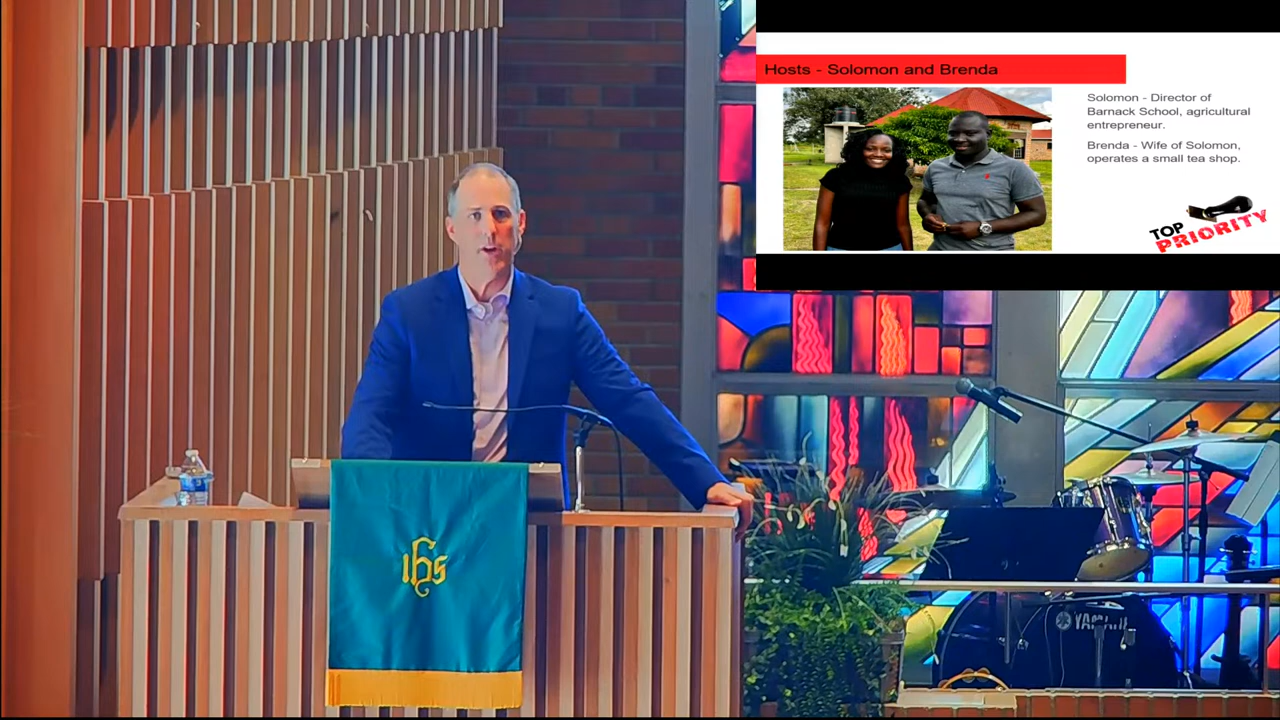 Hosts - Solomon and Brenda
Solomon - Director of
Barnack School, agricultural
entrepreneur.
Brenda - Wife of Solomon,
operates a small tea shop.
TOP
PRIORITY
ihs
YAMAHA